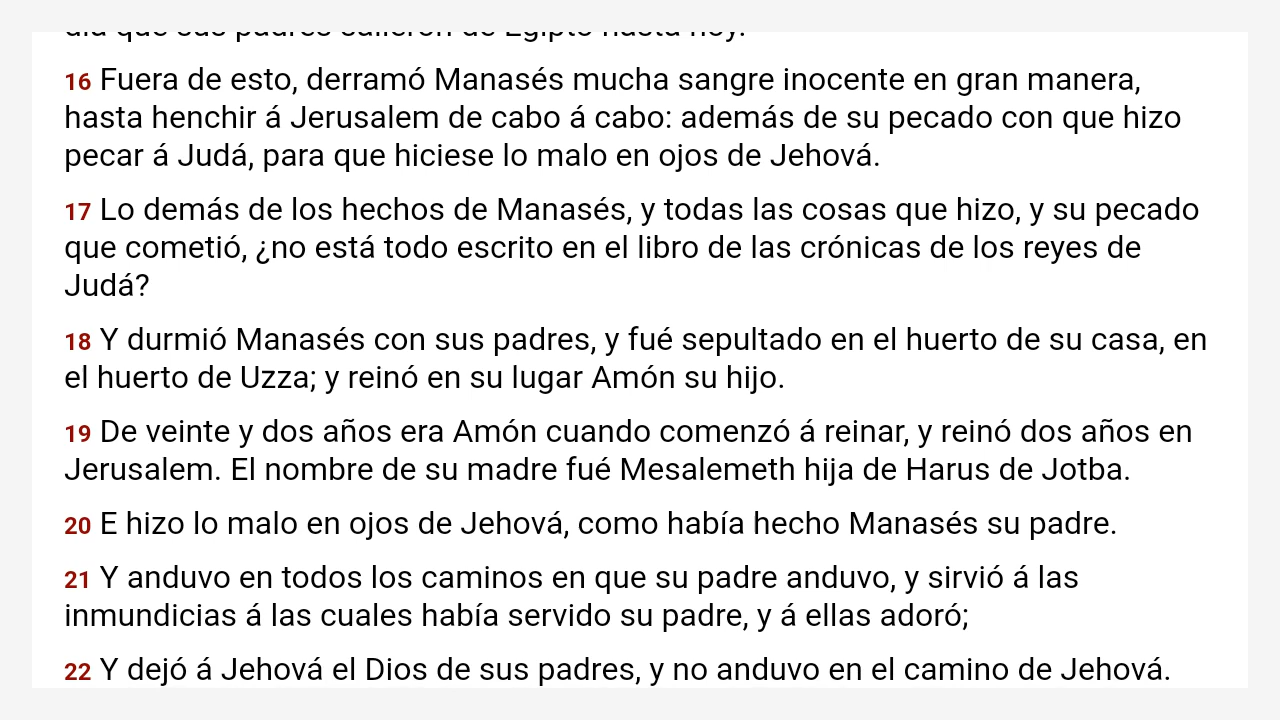 día que sus padres salieron de Egipto hasta hoy.
16 Fuera de esto, derramó Manasés mucha sangre inocente en gran manera,
hasta henchir á Jerusalem de cabo á cabo: además de su pecado con que hizo
pecar á Judá, para que hiciese lo malo en ojos de Jehová.
17 Lo demás de los hechos de Manasés, y todas las cosas que hizo, y su pecado
que cometió, ¿no está todo escrito en el libro de las crónicas de los reyes de
Judá?
18 Y durmió Manasés con sus padres, y fué sepultado en el huerto de su casa, en
el huerto de Uzza; y reinó en su lugar Amón su hijo.
19 De veinte y dos años era Amón cuando comenzó á reinar, y reinó dos años en
Jerusalem. El nombre de su madre fué Mesalemeth hija de Harus de Jotba.
20 E hizo lo malo en ojos de Jehová, como había hecho Manasés su padre.
21 Y anduvo en todos los caminos en que su padre anduvo, y sirvió á las
inmundicias á las cuales había servido su padre, y á ellas adoró;
22 Y dejó á Jehová el Dios de sus padres, y no anduvo en el camino de Jehová.